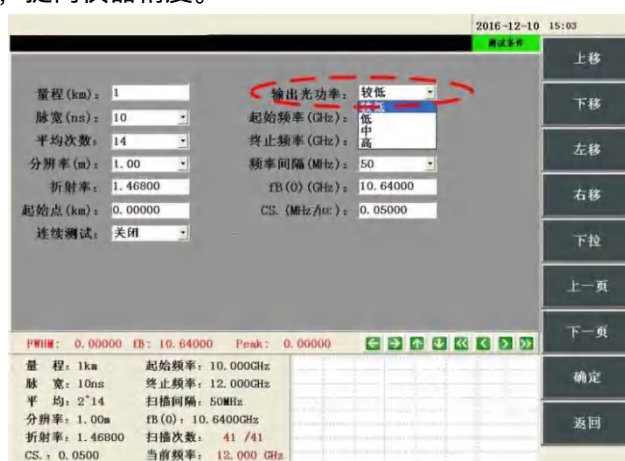 ，提高仪器精度。
2016-12-10 15:03
测试条件
上移
下移
左移
右移
下拉
上一页
下一页
确定
返回
量程(km): 1
脉宽(ns): 10
平均次数: 14
分辨率(m): 1.00
折射率: 1.46800
起始点(km): 0.00000
连续测试: 关闭
输出光功率: 较低
较低
低
中
高
起始频率(GHz):
终止频率(GHz):
频率间隔(MHz): 50
fB(0)(GHz): 10.64000
CS.(MHz/με): 0.05000
FWHM: 0.00000 fB: 10.64000 Peak: 0.00000
量 程: 1km 起始频率: 10.000GHz
脉 宽: 10ns 终止频率: 12.000GHz
平 均: 2^14 扫描间隔: 50MHz
分辨率: 1.00m fB(0): 10.6400GHz
折射率: 1.46800 扫描次数: 41 /41
CS.: 0.0500 当前频率: 12.000 GHz